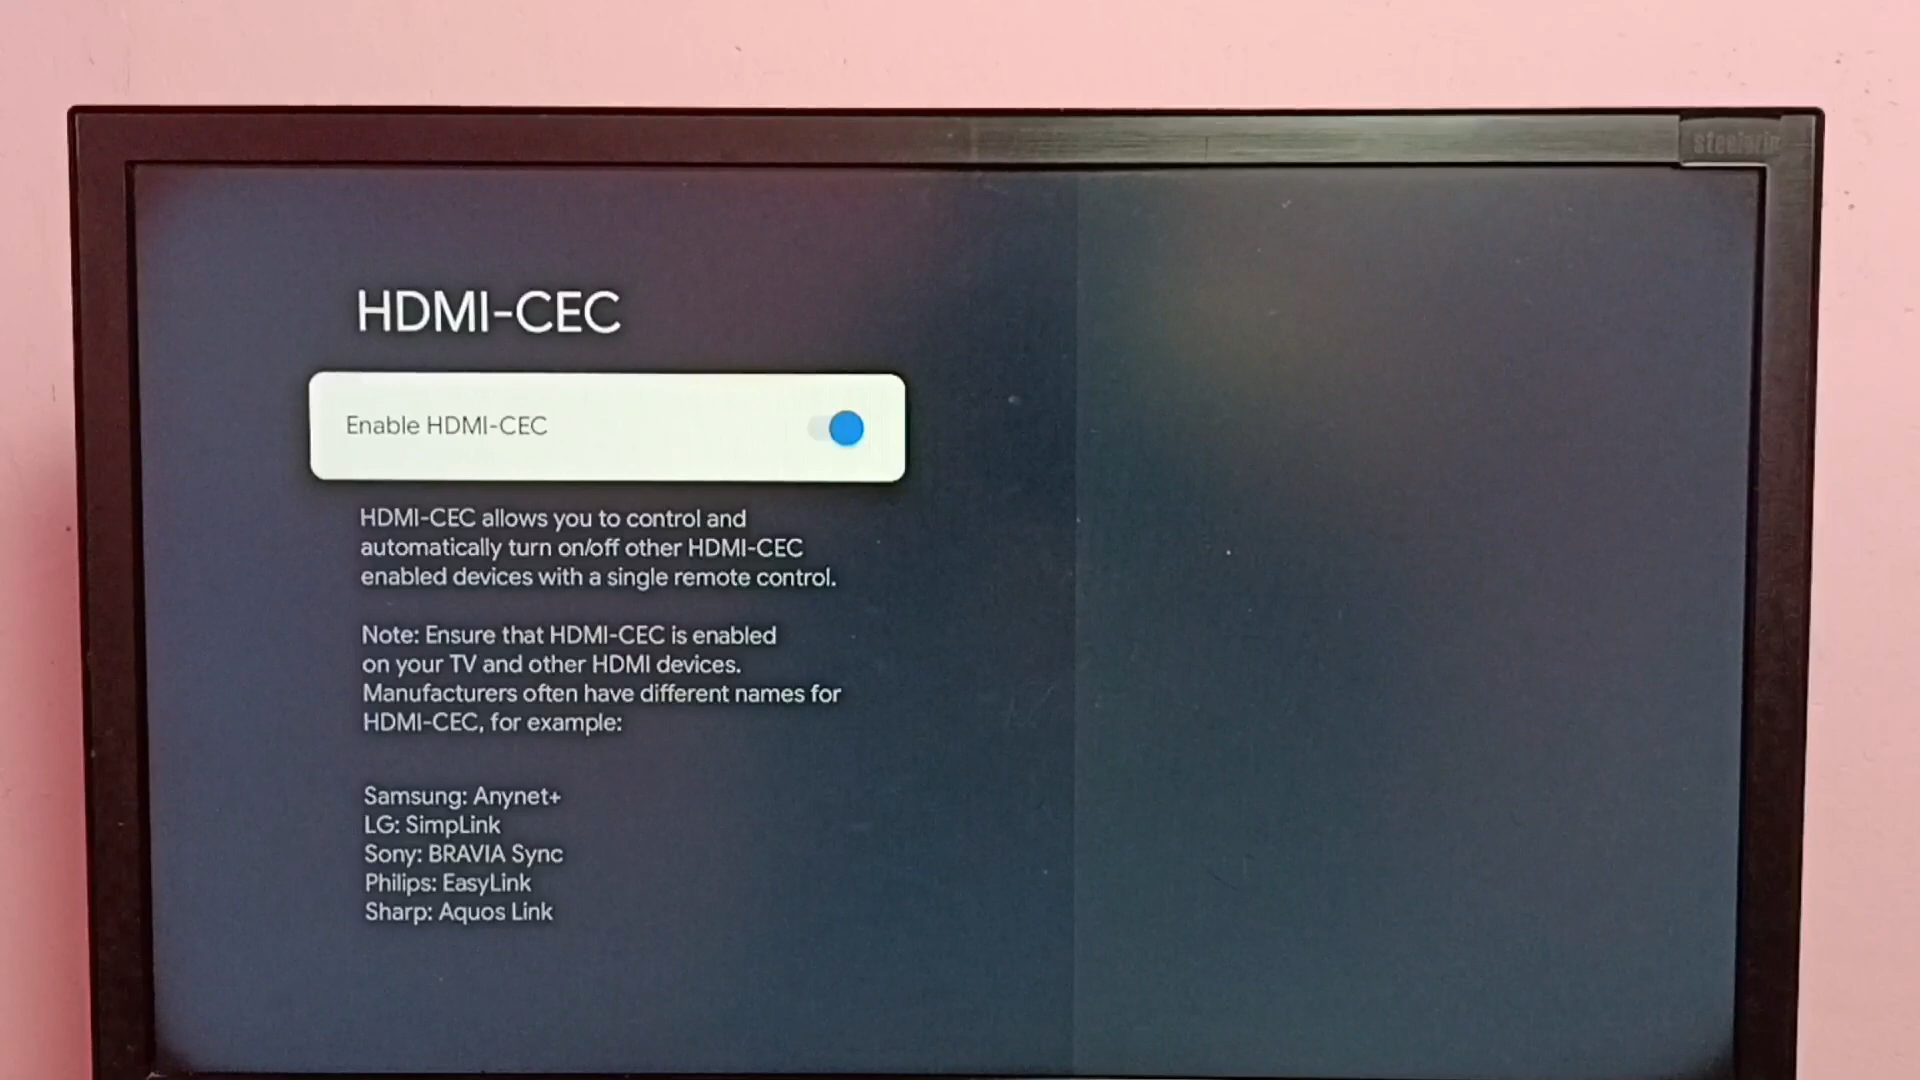 HDMI-CEC
Enable HDMI-CEC
HDMI-CEC allows you to control and
automatically turn on/off other HDMI-CEC
enabled devices with a single remote control.
Note: Ensure that HDMI-CEC is enabled
on your TV and other HDMI devices.
Manufacturers often have different names for
HDMI-CEC, for example:
Samsung: Anynet+
LG: SimpLink
Sony: BRAVIA Sync
Philips: EasyLink
Sharp: Aquos Link